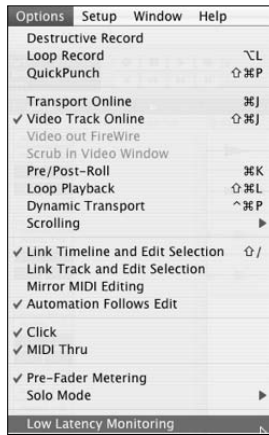 Options Setup Window Help
Destructive Record
Loop Record ⌥L
QuickPunch ⇧⌘P
Transport Online ⌘J
✓ Video Track Online ⇧⌘J
Video out FireWire
Scrub in Video Window
Pre/Post-Roll ⌘K
Loop Playback ⇧⌘L
Dynamic Transport ^⌘P
Scrolling ▶
✓ Link Timeline and Edit Selection ⇧/
Link Track and Edit Selection
Mirror MIDI Editing
✓ Automation Follows Edit
✓ Click
✓ MIDI Thru
✓ Pre-Fader Metering
Solo Mode ▶
Low Latency Monitoring